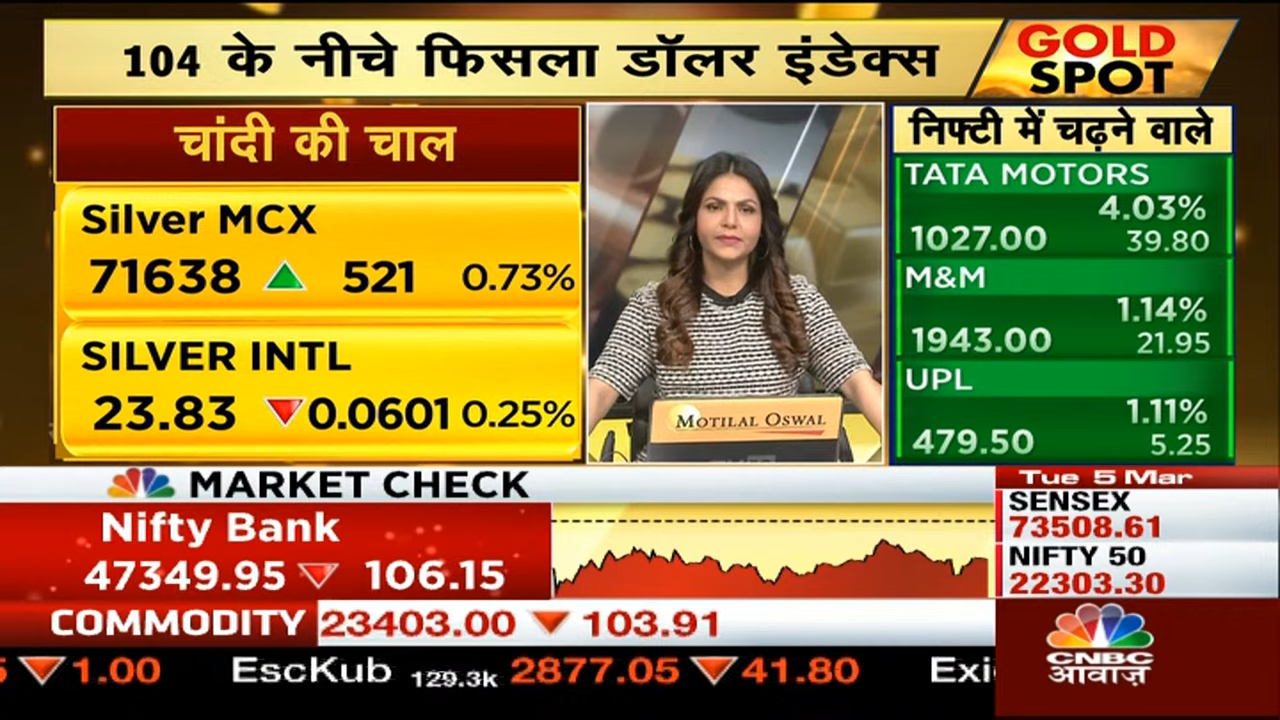 104 के नीचे फिसला डॉलर इंडेक्स
GOLD
SPOT
चांदी की चाल
Silver MCX
71638 521 0.73%
SILVER INTL
23.83 0.0601 0.25%
MOTILAL OSWAL
निफ्टी में चढ़ने वाले
TATA MOTORS
4.03%
1027.00 39.80
M&M
1.14%
1943.00 21.95
UPL
1.11%
479.50 5.25
MARKET CHECK
Nifty Bank
47349.95 106.15
Tue 5 Mar
SENSEX
73508.61
NIFTY 50
22303.30
COMMODITY 23403.00 103.91
1.00 EscKub 129.3k 2877.05 41.80 Exi
CNBC
आवाज़